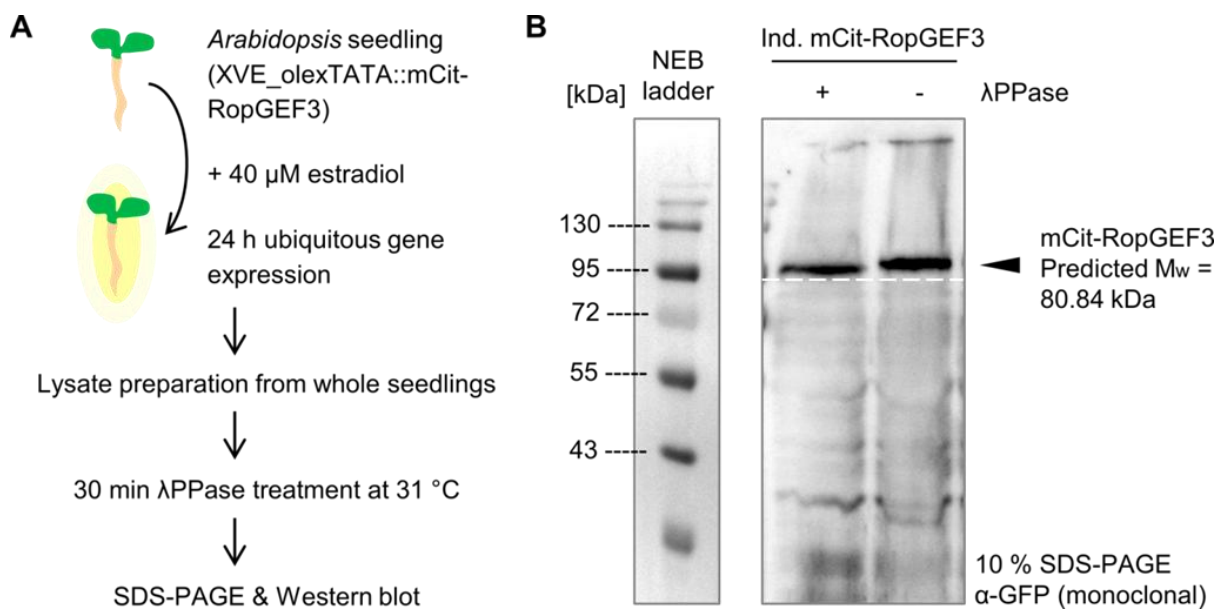 A
Arabidopsis seedling
(XVE_olexTATA::mCit-
RopGEF3)
+ 40 µM estradiol
24 h ubiquitous gene
expression
Lysate preparation from whole seedlings
30 min λPPase treatment at 31 °C
SDS-PAGE & Western blot
B
Ind. mCit-RopGEF3
NEB
ladder
[kDa]
+ - λPPase
130
95
72
55
43
mCit-RopGEF3
Predicted Mw =
80.84 kDa
10 % SDS-PAGE
α-GFP (monoclonal)